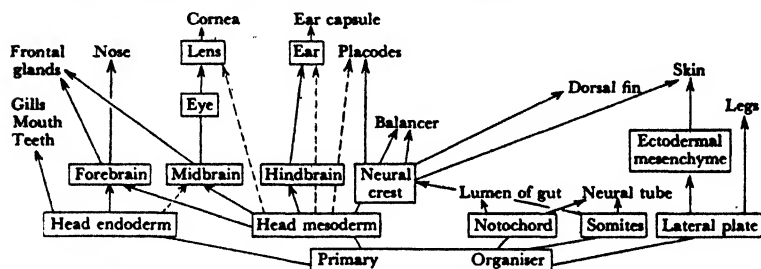 Cornea
Ear capsule
Frontal glands
Nose
Lens
Ear
Placodes
Skin
Dorsal fin
Gills
Mouth
Teeth
Eye
Balancer
Legs
Ectodermal mesenchyme
Forebrain
Midbrain
Hindbrain
Neural crest
Lumen of gut
Neural tube
Head endoderm
Head mesoderm
Notochord
Somites
Lateral plate
Primary Organiser